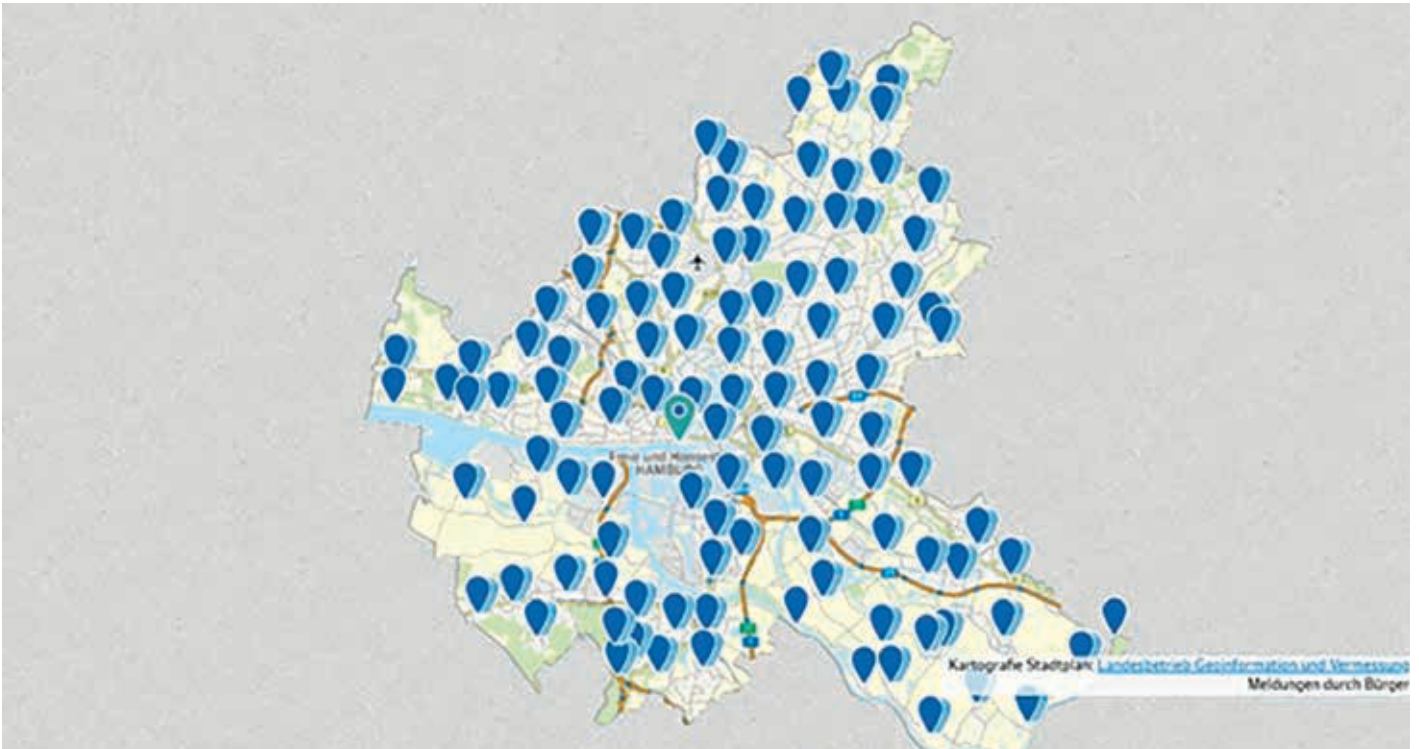 Freie und Hansestadt
HAMBURG
Kartografie Stadtplan: Landesbetrieb Geoinformation und Vermessung
Meldungen durch Bürger